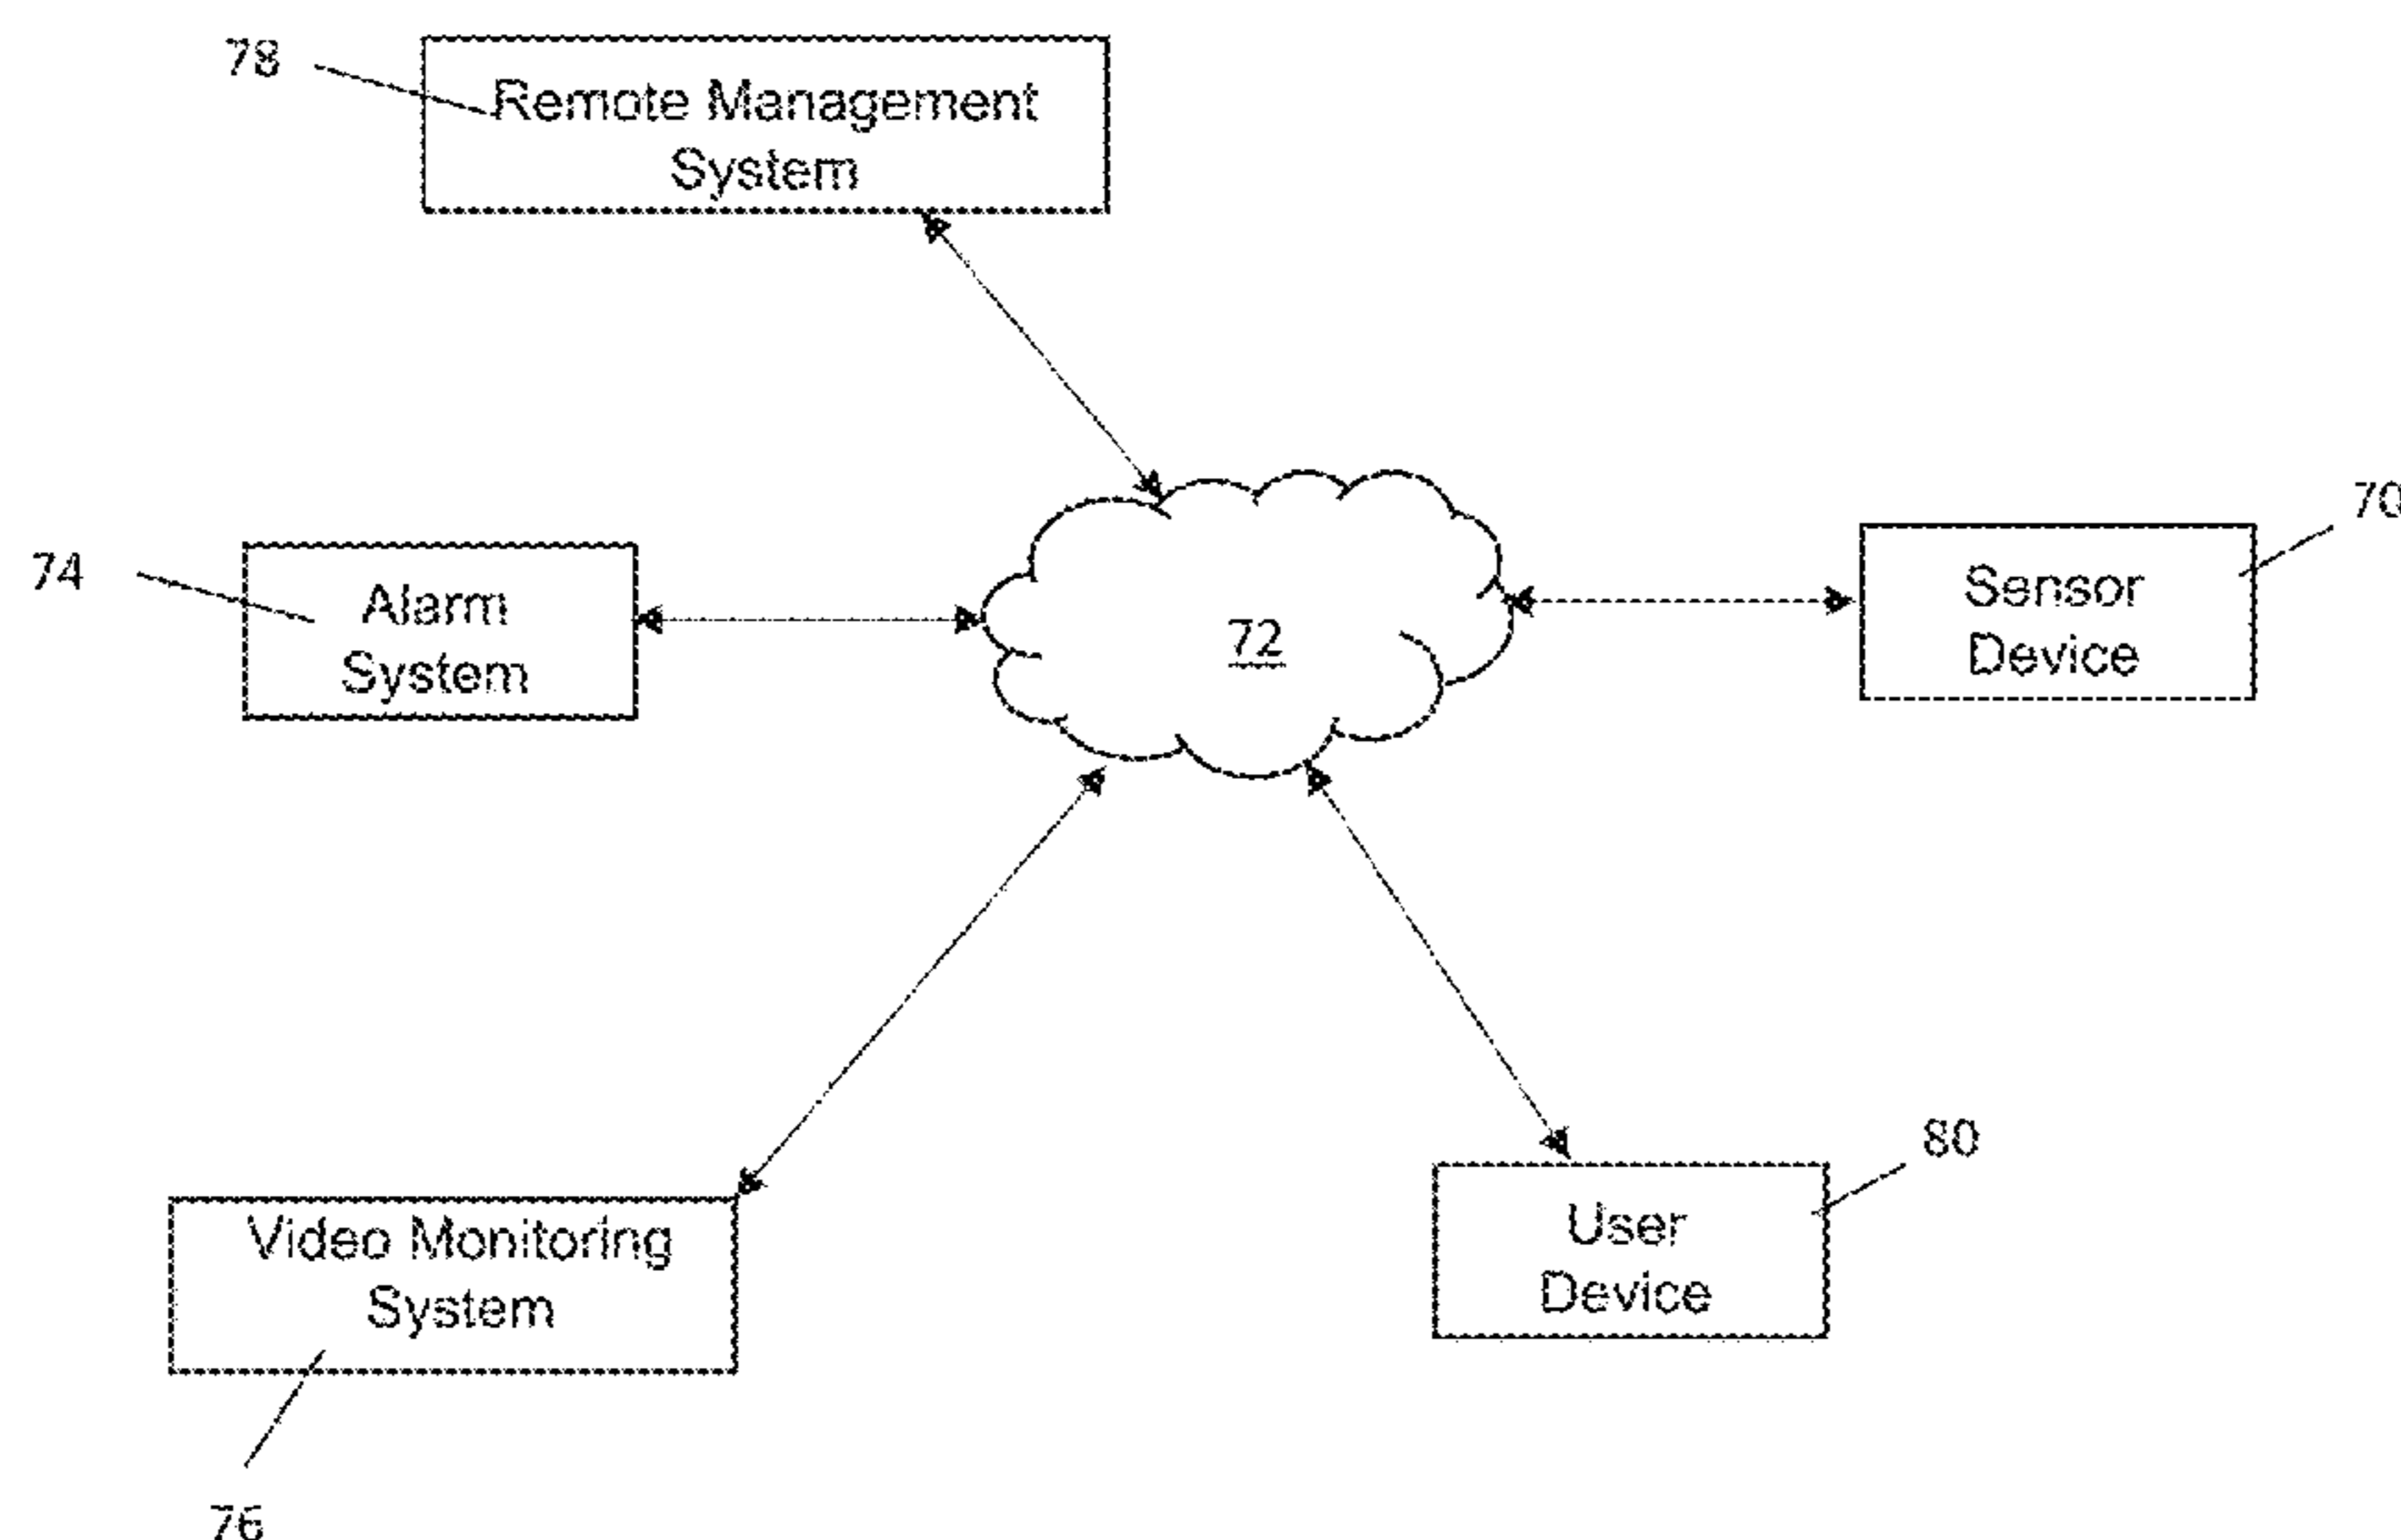 78
Remote Management
System
74
Alarm
System
72
70
Sensor
Device
80
User
Device
Video Monitoring
System
76